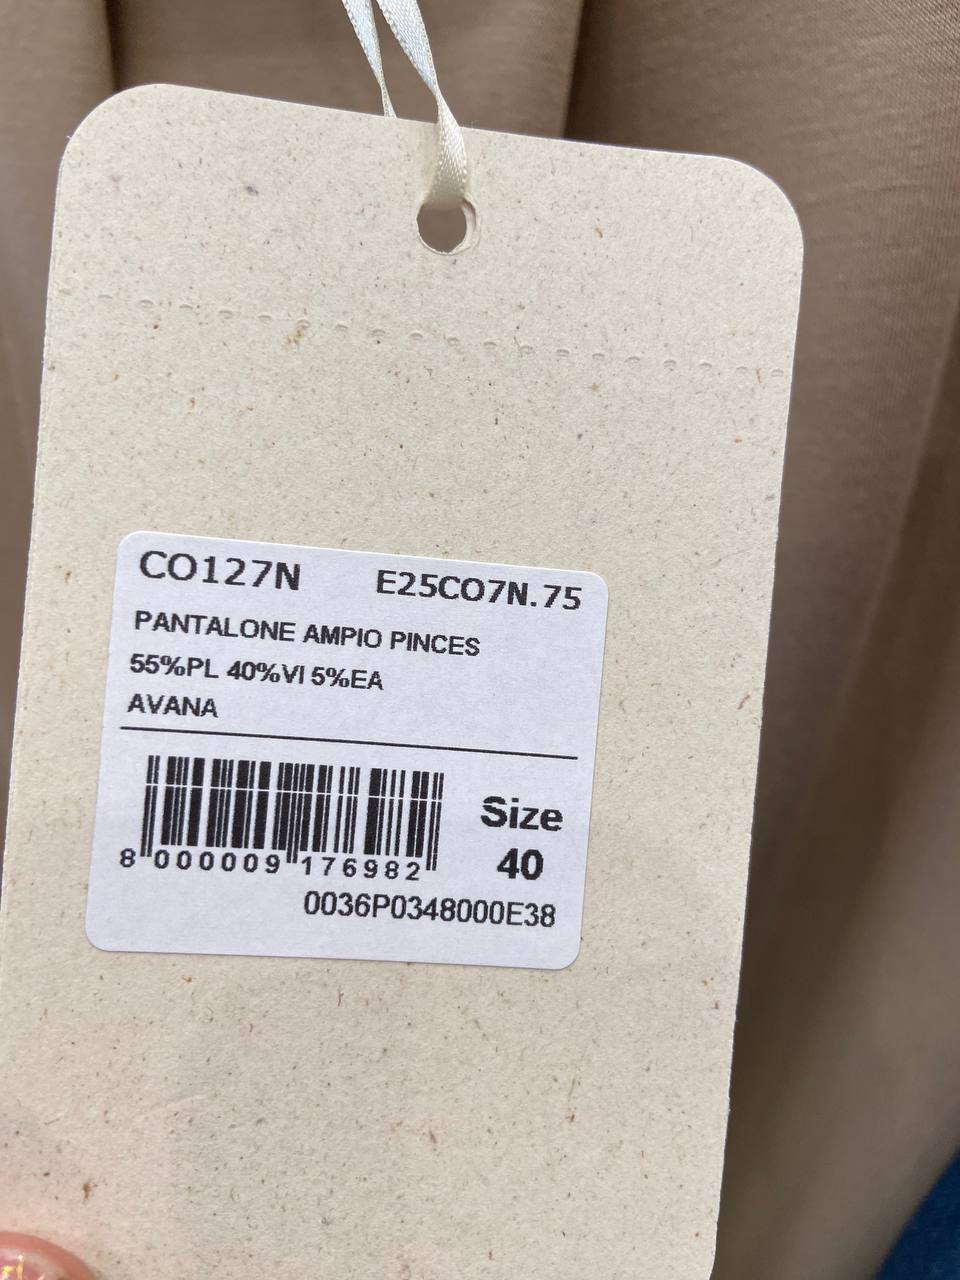 CO127N E25CO7N.75
PANTALONE AMPIO PINCES
55%PL 40%VI 5%EA
AVANA
Size
40
8 000009 176982
0036P0348000E38